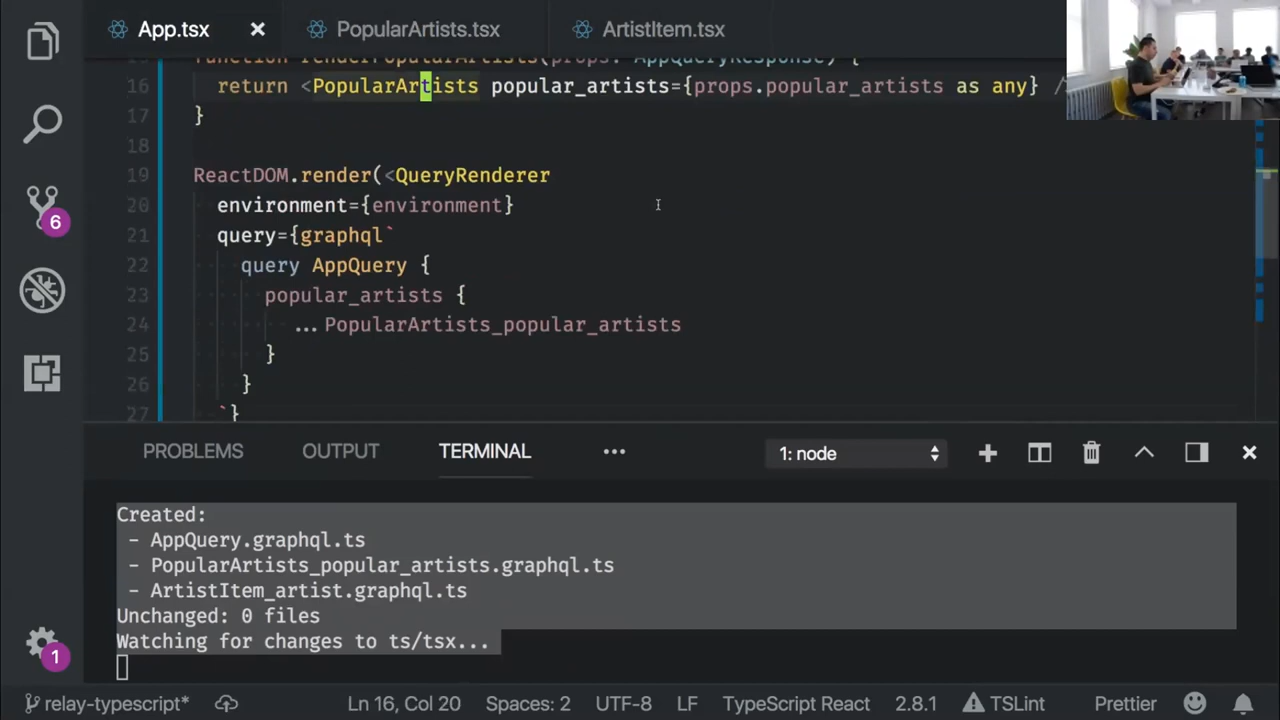 App.tsx
PopularArtists.tsx
ArtistItem.tsx
function renderPopularArtists(props: AppQueryResponse) {
16 return <PopularArtists popular_artists={props.popular_artists as any} /
17 }
18
19 ReactDOM.render(<QueryRenderer
20 environment={environment}
21 query={graphql`
22 query AppQuery {
23 popular_artists {
24 ...PopularArtists_popular_artists
25 }
26 }
27 `}
6
1
PROBLEMS OUTPUT TERMINAL ••• 1: node
Created:
- AppQuery.graphql.ts
- PopularArtists_popular_artists.graphql.ts
- ArtistItem_artist.graphql.ts
Unchanged: 0 files
Watching for changes to ts/tsx...
relay-typescript* Ln 16, Col 20 Spaces: 2 UTF-8 LF TypeScript React 2.8.1 TSLint Prettier